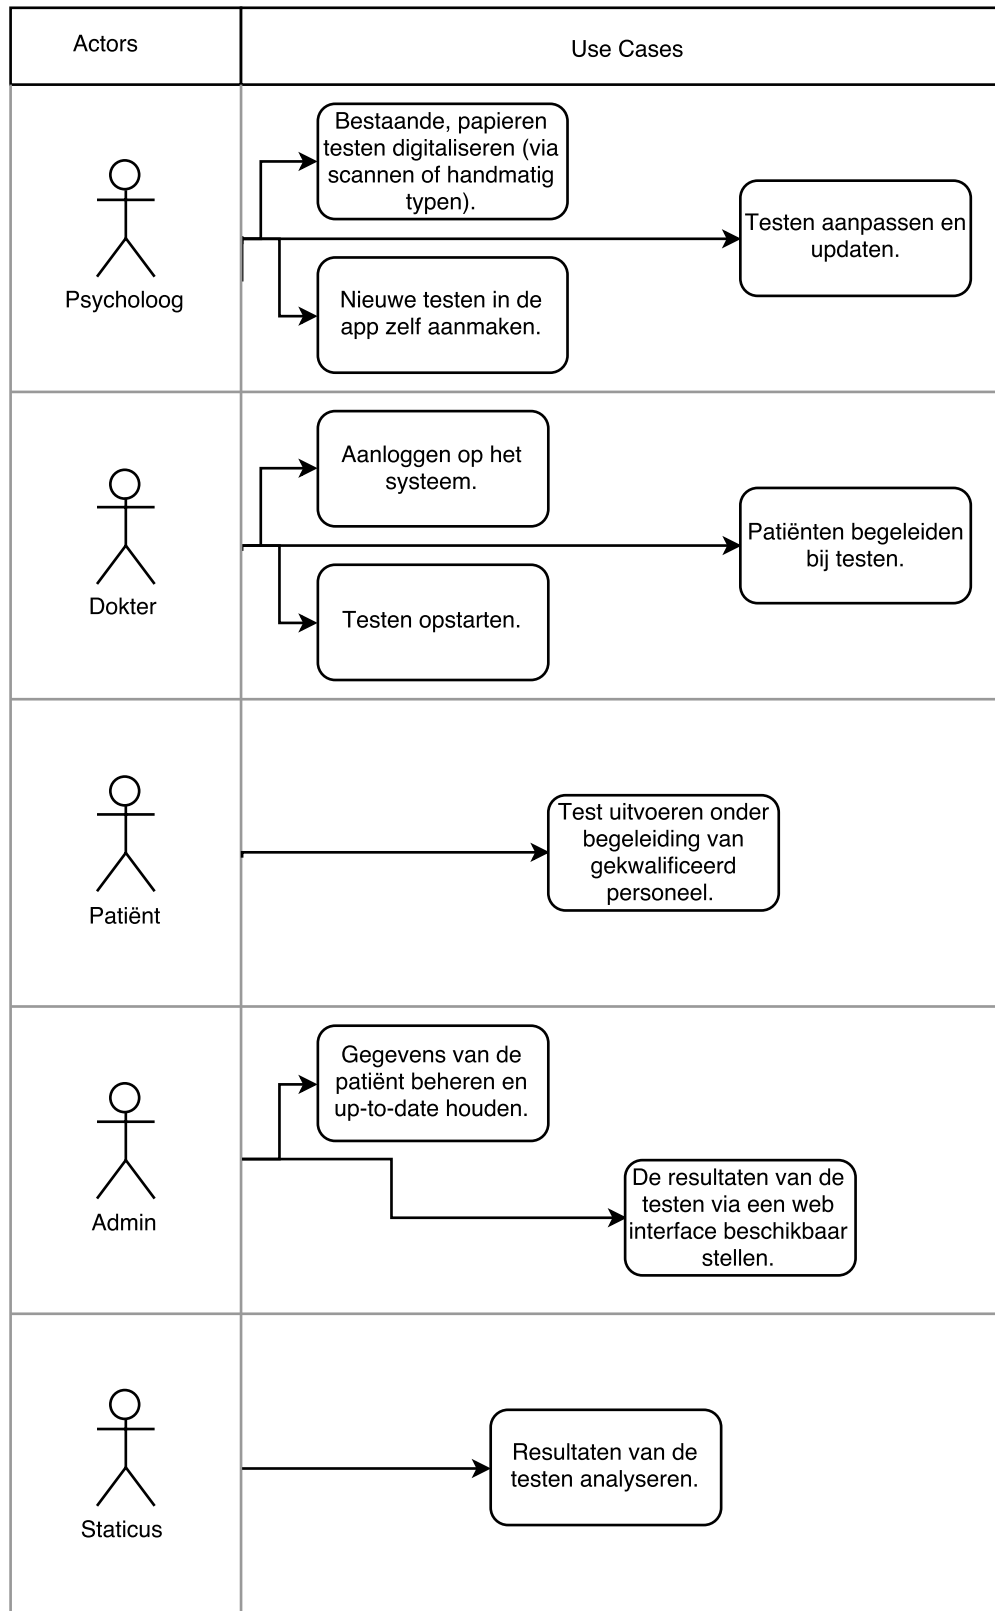 Actors
Use Cases
Bestaande, papieren
testen digitaliseren (via
scannen of handmatig
typen).
Testen aanpassen en
updaten.
Psycholoog
Nieuwe testen in de
app zelf aanmaken.
Aanloggen op het
systeem.
Patiënten begeleiden
bij testen.
Dokter
Testen opstarten.
Test uitvoeren onder
begeleiding van
gekwalificeerd
personeel.
Patiënt
Gegevens van de
patiënt beheren en
up-to-date houden.
De resultaten van de
testen via een web
interface beschikbaar
stellen.
Admin
Resultaten van de
testen analyseren.
Staticus